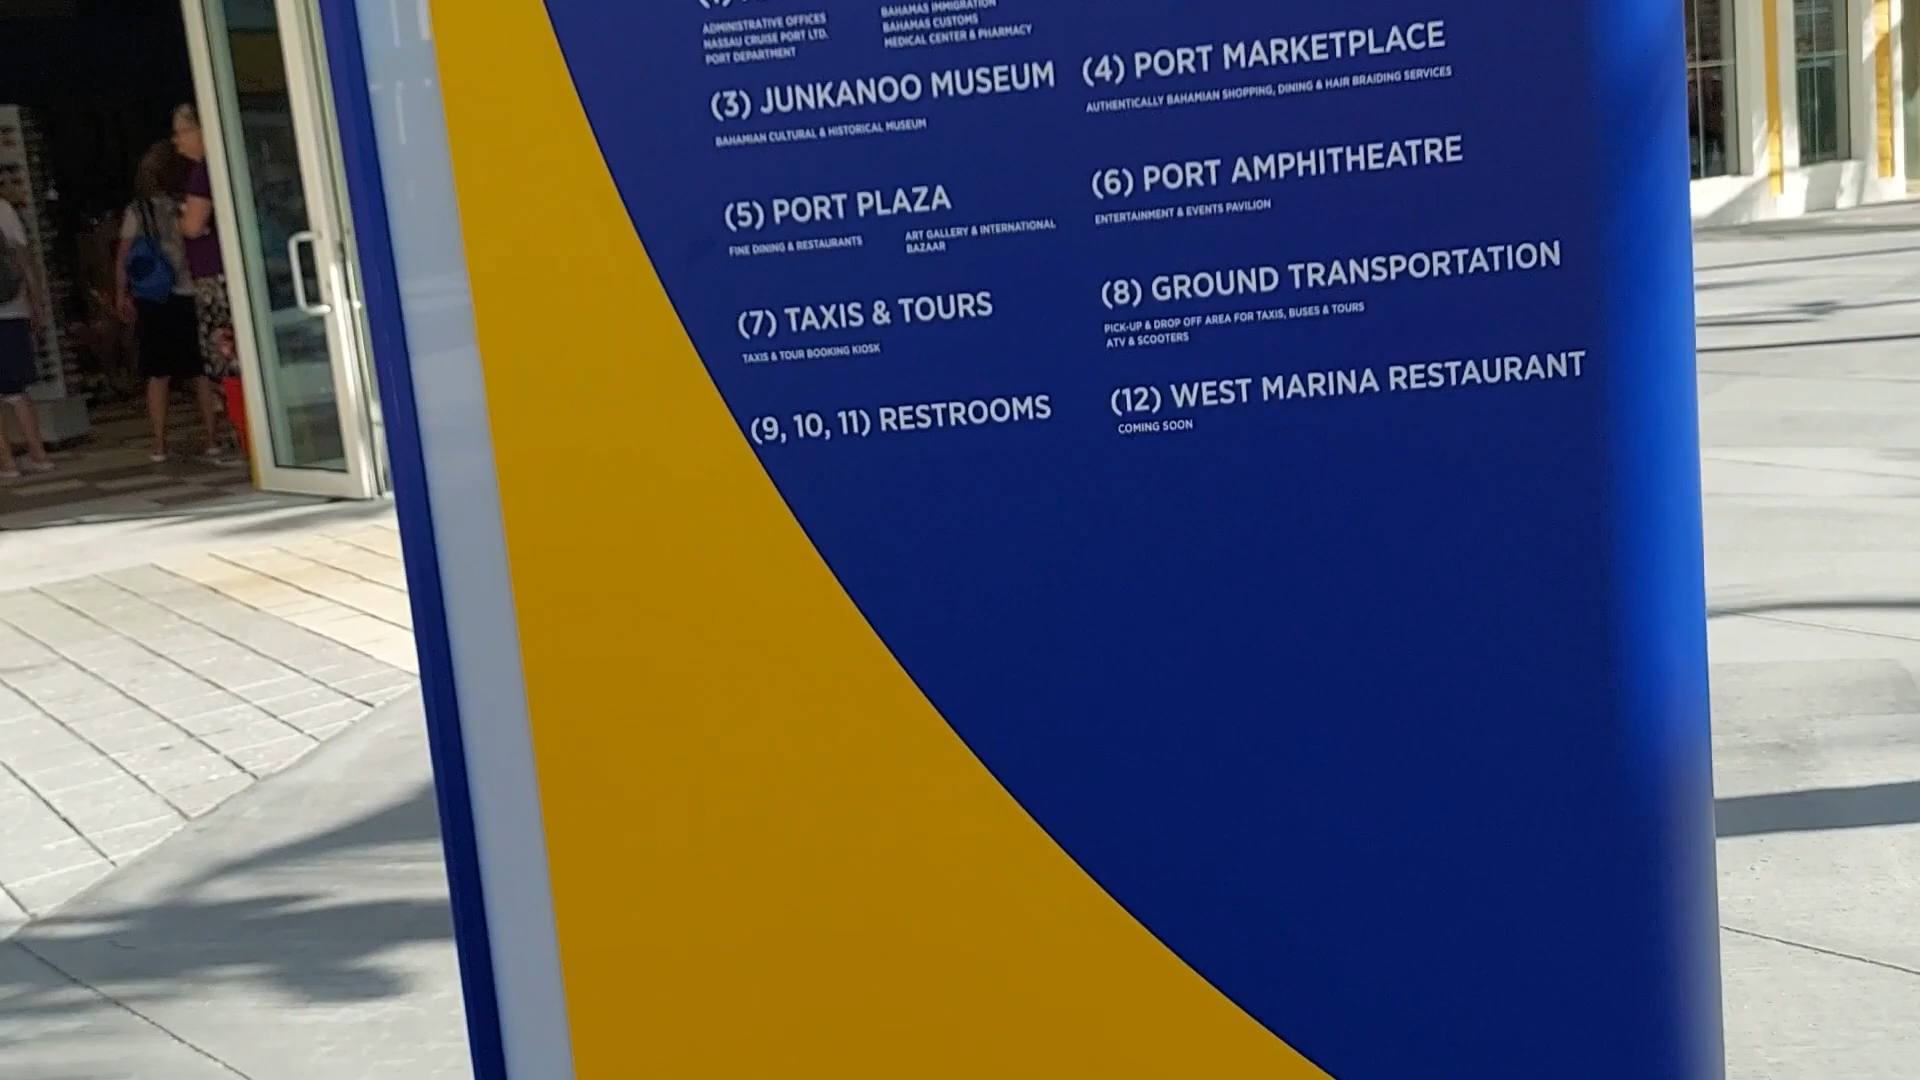 ADMINISTRATIVE OFFICES
NASSAU CRUISE PORT LTD.
PORT DEPARTMENT
BAHAMAS IMMIGRATION
BAHAMAS CUSTOMS
MEDICAL CENTER & PHARMACY
(3) JUNKANOO MUSEUM
BAHAMIAN CULTURAL & HISTORICAL MUSEUM
(4) PORT MARKETPLACE
AUTHENTICALLY BAHAMIAN SHOPPING, DINING & HAIR BRAIDING SERVICES
(5) PORT PLAZA
FINE DINING & RESTAURANTS
ART GALLERY & INTERNATIONAL
BAZAAR
(6) PORT AMPHITHEATRE
ENTERTAINMENT & EVENTS PAVILION
(7) TAXIS & TOURS
TAXIS & TOUR BOOKING KIOSK
(8) GROUND TRANSPORTATION
PICK-UP & DROP OFF AREA FOR TAXIS, BUSES & TOURS
ATV & SCOOTERS
(9, 10, 11) RESTROOMS
(12) WEST MARINA RESTAURANT
COMING SOON